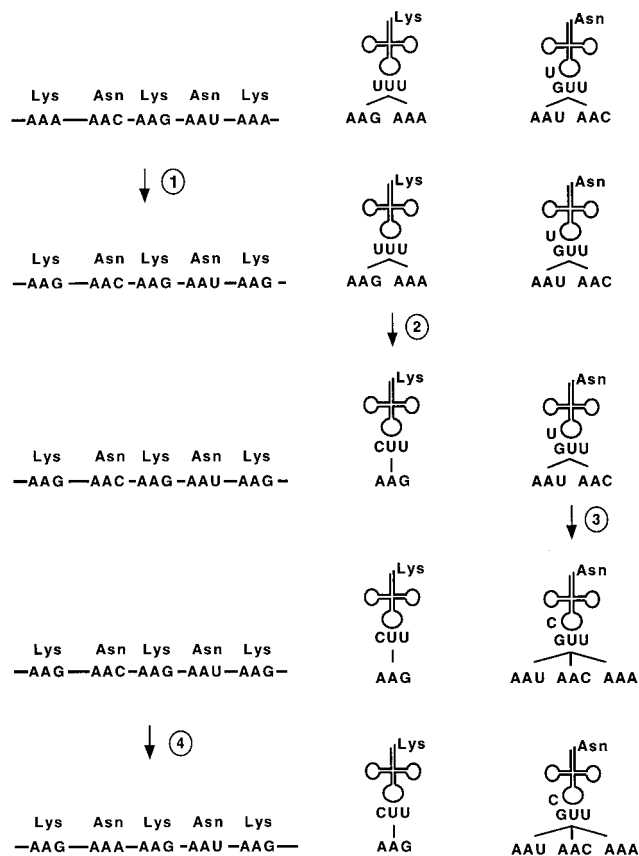 Lys Asn
Lys Asn Lys Asn Lys UUU U GUU
—AAA—AAC—AAG—AAU—AAA— AAG AAA AAU AAC
1
Lys Asn
Lys Asn Lys Asn Lys UUU U GUU
—AAG—AAC—AAG—AAU—AAG— AAG AAA AAU AAC
2
Lys Asn
Lys Asn Lys Asn Lys CUU U GUU
—AAG—AAC—AAG—AAU—AAG— AAG AAU AAC
3
Lys Asn
Lys Asn Lys Asn Lys CUU C GUU
—AAG—AAC—AAG—AAU—AAG— AAG AAU AAC AAA
4
Lys Asn
Lys Asn Lys Asn Lys CUU C GUU
—AAG—AAA—AAG—AAU—AAG— AAG AAU AAC AAA